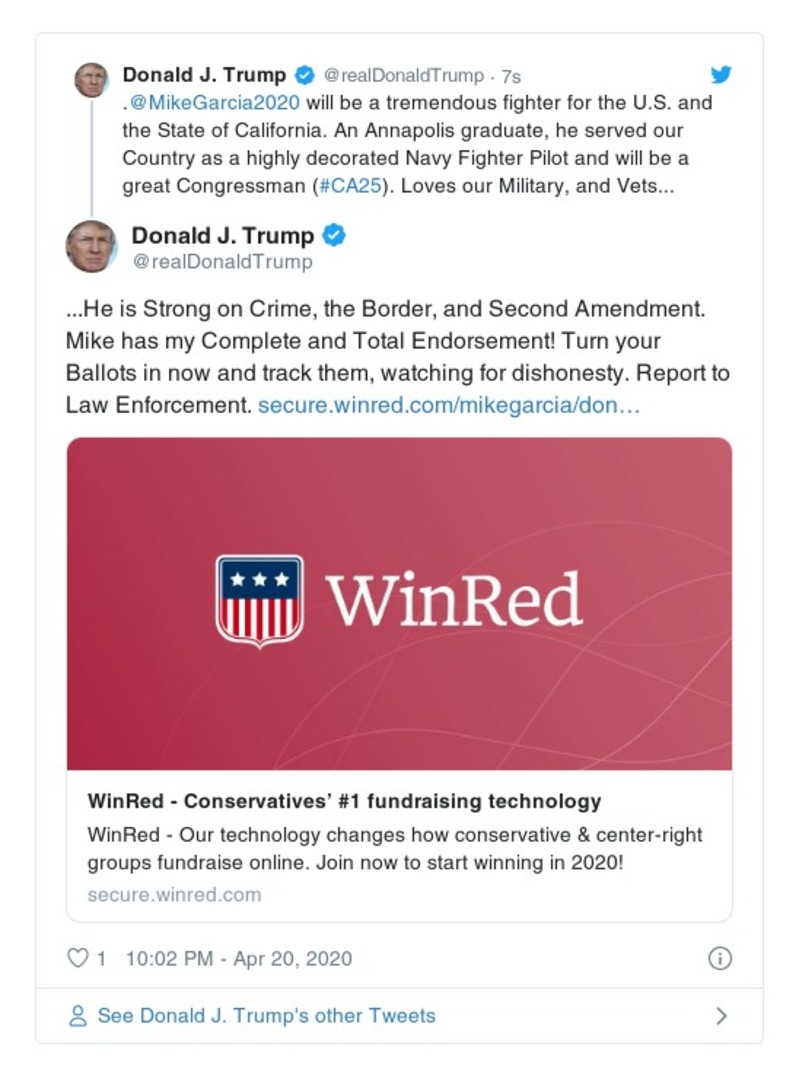 Donald J. Trump @realDonaldTrump · 7s
.@MikeGarcia2020 will be a tremendous fighter for the U.S. and
the State of California. An Annapolis graduate, he served our
Country as a highly decorated Navy Fighter Pilot and will be a
great Congressman (#CA25). Loves our Military, and Vets...
Donald J. Trump
@realDonaldTrump
...He is Strong on Crime, the Border, and Second Amendment.
Mike has my Complete and Total Endorsement! Turn your
Ballots in now and track them, watching for dishonesty. Report to
Law Enforcement. secure.winred.com/mikegarcia/don…
WinRed
WinRed - Conservatives’ #1 fundraising technology
WinRed - Our technology changes how conservative & center-right
groups fundraise online. Join now to start winning in 2020!
secure.winred.com
1 10:02 PM - Apr 20, 2020
See Donald J. Trump's other Tweets